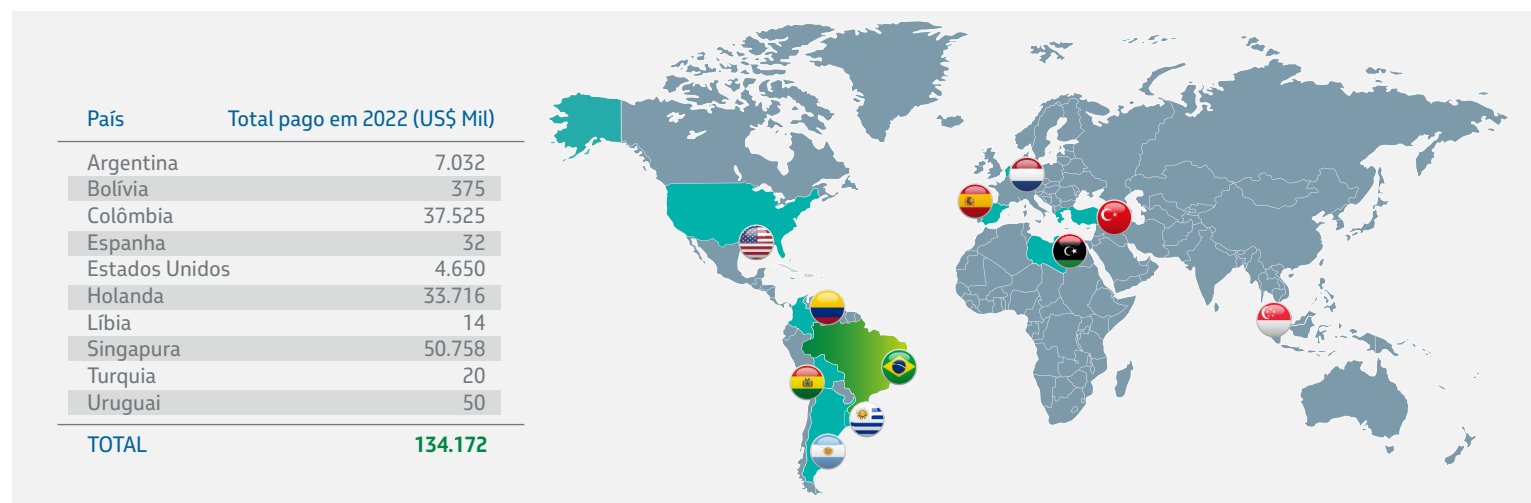 País Total pago em 2022 (US$ Mil)
Argentina 7.032
Bolívia 375
Colômbia 37.525
Espanha 32
Estados Unidos 4.650
Holanda 33.716
Líbia 14
Singapura 50.758
Turquia 20
Uruguai 50
TOTAL 134.172